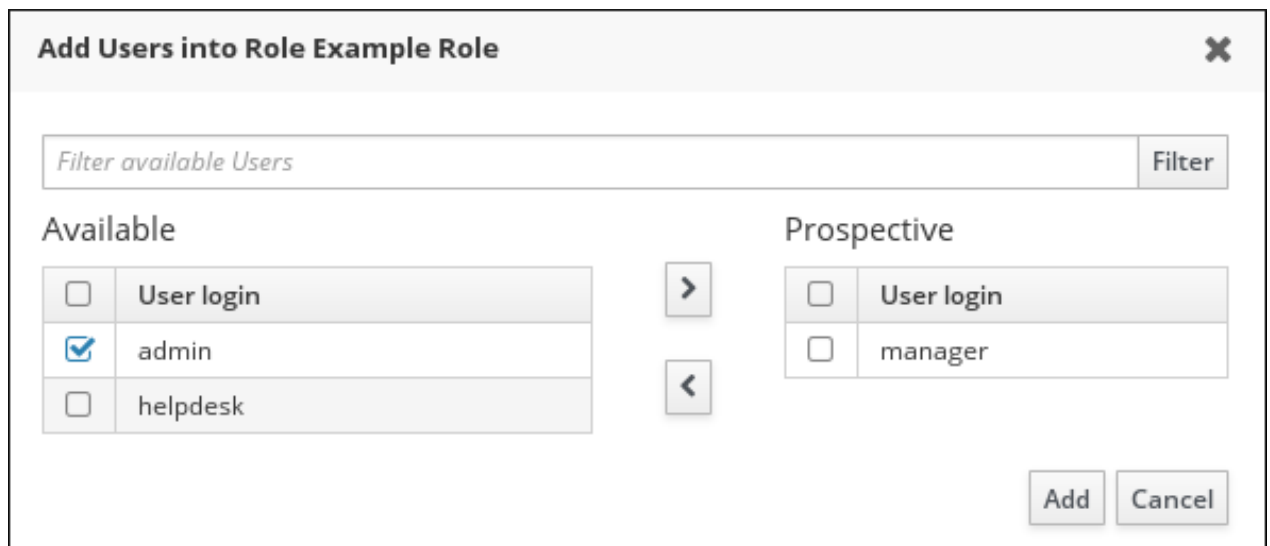 Add Users into Role Example Role
Filter available Users
Filter
Available
User login
admin
helpdesk
Prospective
User login
manager
Add
Cancel